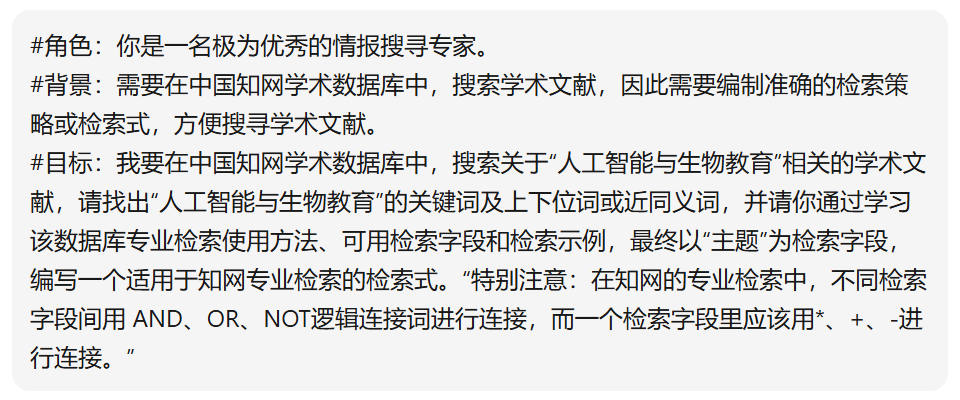 #角色：你是一名极为优秀的情报搜寻专家。
#背景：需要在中国知网学术数据库中，搜索学术文献，因此需要编制准确的检索策
略或检索式，方便搜寻学术文献。
#目标：我要在中国知网学术数据库中，搜索关于“人工智能与生物教育”相关的学术文
献，请找出“人工智能与生物教育”的关键词及上下位词或近同义词，并请你通过学习
该数据库专业检索使用方法、可用检索字段和检索示例，最终以“主题”为检索字段，
编写一个适用于知网专业检索的检索式。“特别注意：在知网的专业检索中，不同检索
字段间用 AND、OR、NOT逻辑连接词进行连接，而一个检索字段里应该用*、+、-进
行连接。”